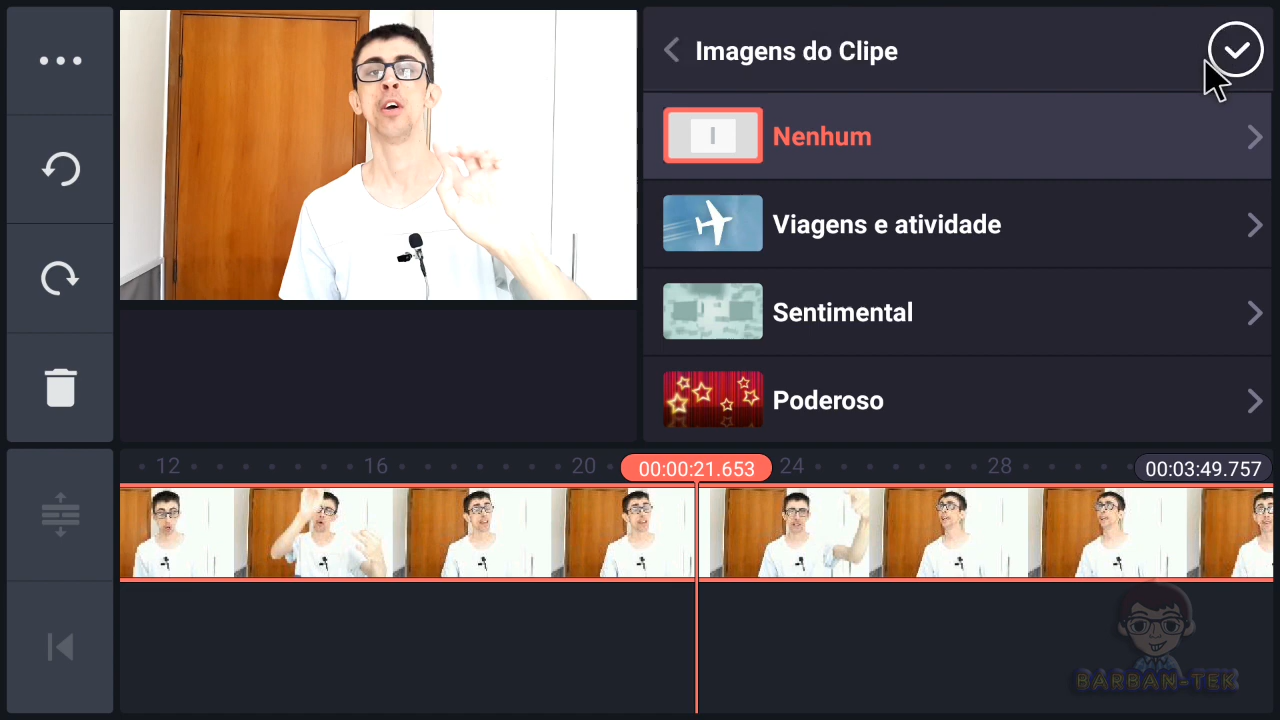 Imagens do Clipe
Nenhum
Viagens e atividade
Sentimental
Poderoso
12
16
20
00:00:21.653
24
28
00:03:49.757
BARBAN-TEK